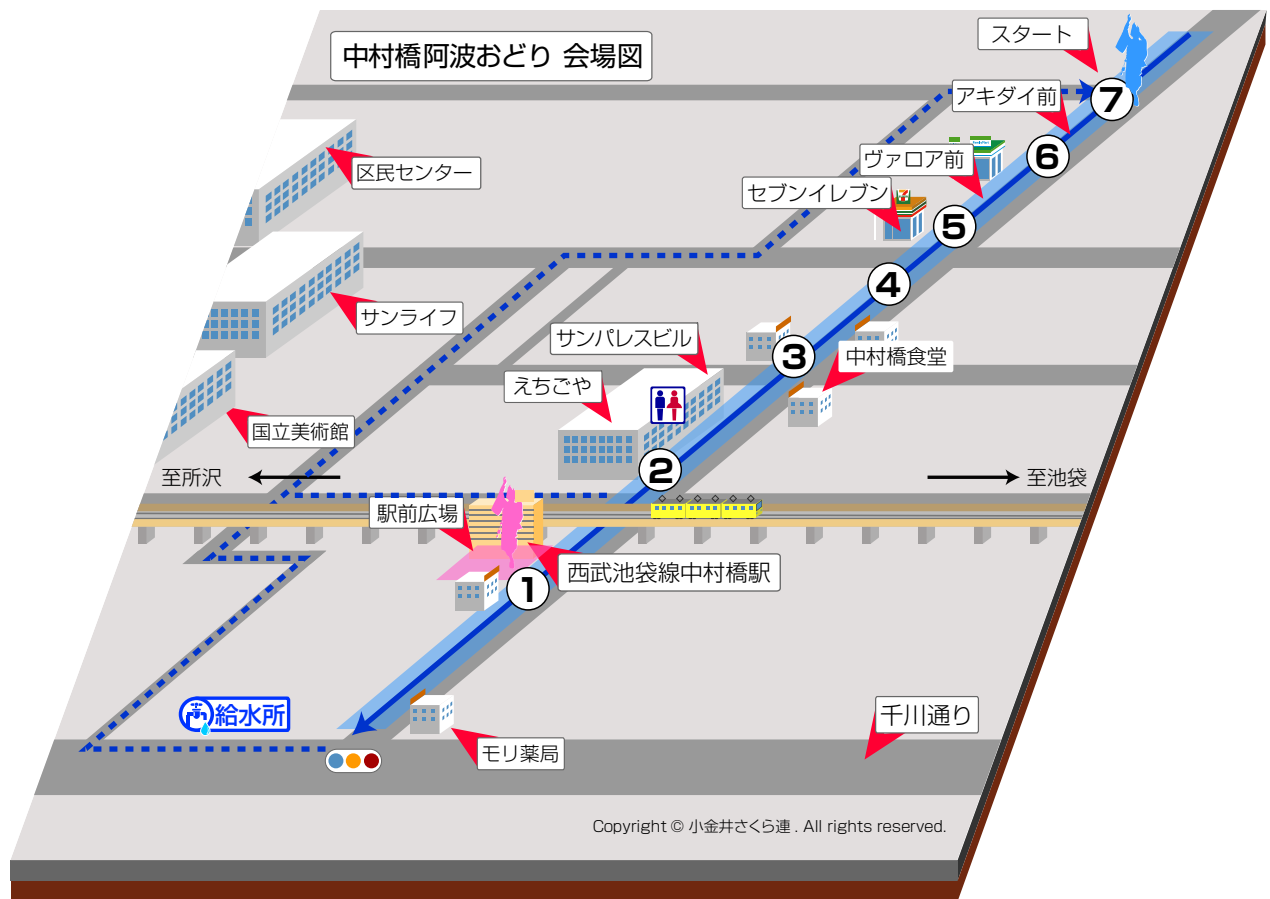 中村橋阿波おどり 会場図
スタート
アキダイ前
7
6
ヴァロア前
区民センター
セブンイレブン
7
5
4
サンライフ
サンパレスビル
3
中村橋食堂
えちごや
国立美術館
2
至所沢
至池袋
駅前広場
西武池袋線中村橋駅
1
給水所
千川通り
モリ薬局
Copyright © 小金井さくら連 . All rights reserved.